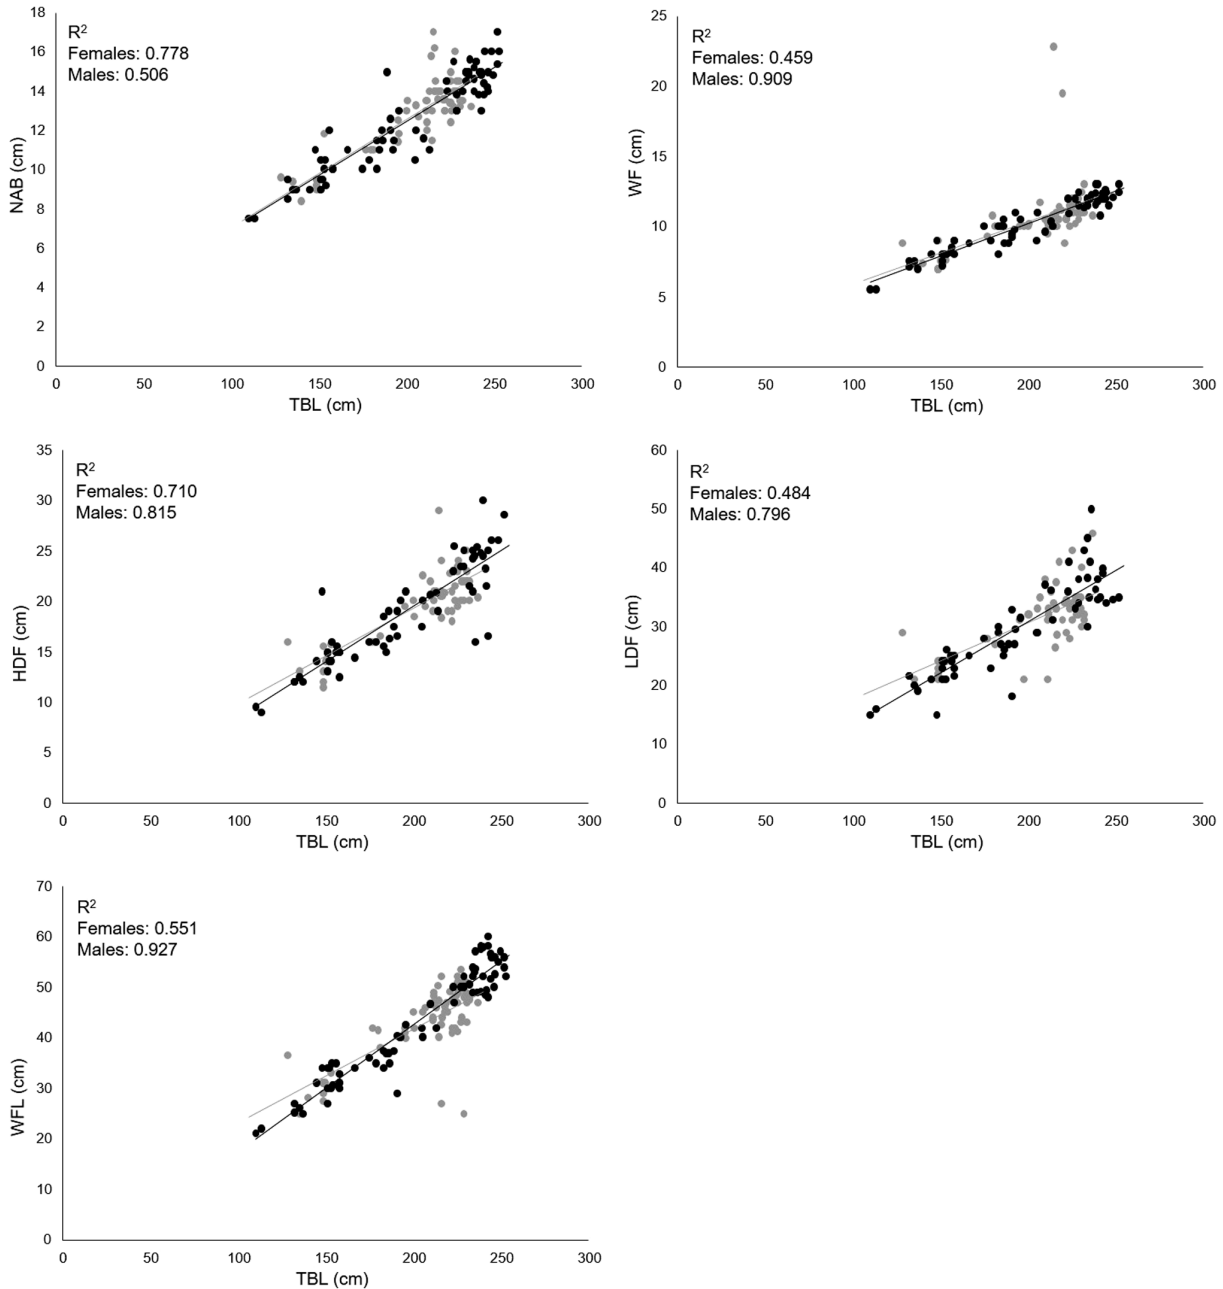 R²
Females: 0.778
Males: 0.506
NAB (cm)
18
16
14
12
10
8
6
4
2
0
0 50 100 150 200 250 300
TBL (cm)
R²
Females: 0.459
Males: 0.909
WF (cm)
25
20
15
10
5
0
0 50 100 150 200 250 300
TBL (cm)
R²
Females: 0.710
Males: 0.815
HDF (cm)
35
30
25
20
15
10
5
0
0 50 100 150 200 250 300
TBL (cm)
R²
Females: 0.484
Males: 0.796
LDF (cm)
60
50
40
30
20
10
0
0 50 100 150 200 250 300
TBL (cm)
R²
Females: 0.551
Males: 0.927
WFL (cm)
70
60
50
40
30
20
10
0
0 50 100 150 200 250 300
TBL (cm)